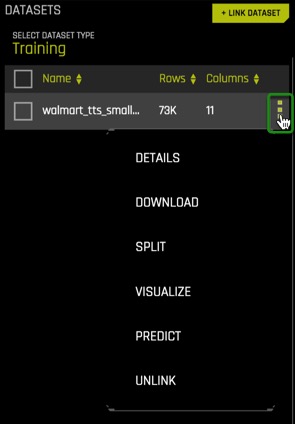 DATASETS
+ LINK DATASET
SELECT DATASET TYPE
Training
Name Rows Columns
walmart_tts_small... 73K 11
DETAILS
DOWNLOAD
SPLIT
VISUALIZE
PREDICT
UNLINK